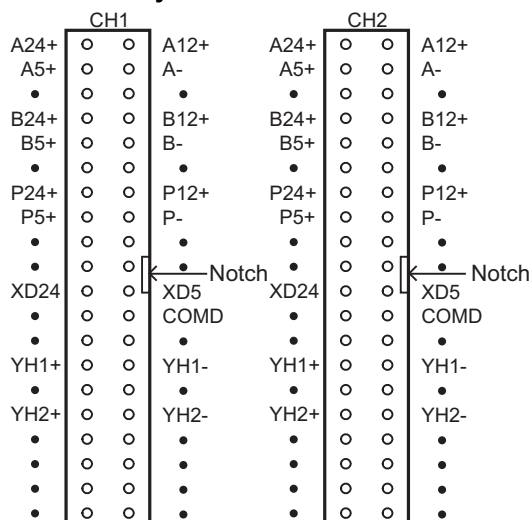 CH1 CH2
A24+ A12+ A24+ A12+
A5+ A- A5+ A-
B24+ B12+ B24+ B12+
B5+ B- B5+ B-
P24+ P12+ P24+ P12+
P5+ P- P5+ P-
Notch Notch
XD24 XD5 XD24 XD5
COMD COMD
YH1+ YH1- YH1+ YH1-
YH2+ YH2- YH2+ YH2-